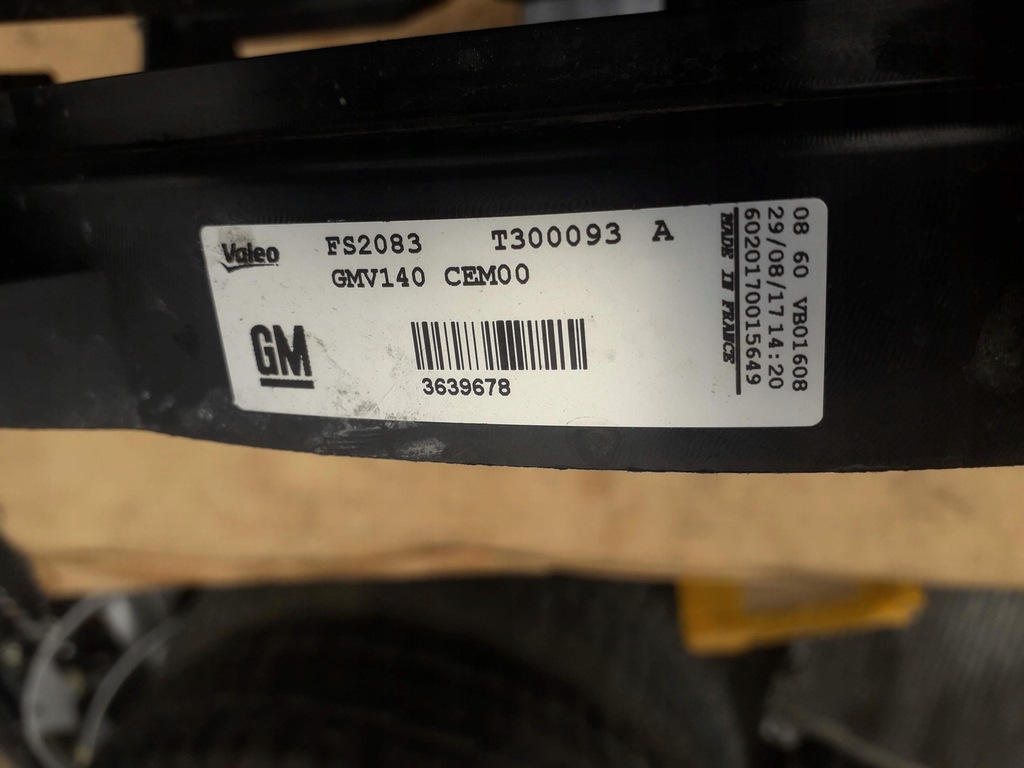 Valeo FS2083 T300093 A
GMV140 CEM00
GM
3639678
08 60 VB01608
29/08/17 14:20
6020170015649
MADE IN FRANCE